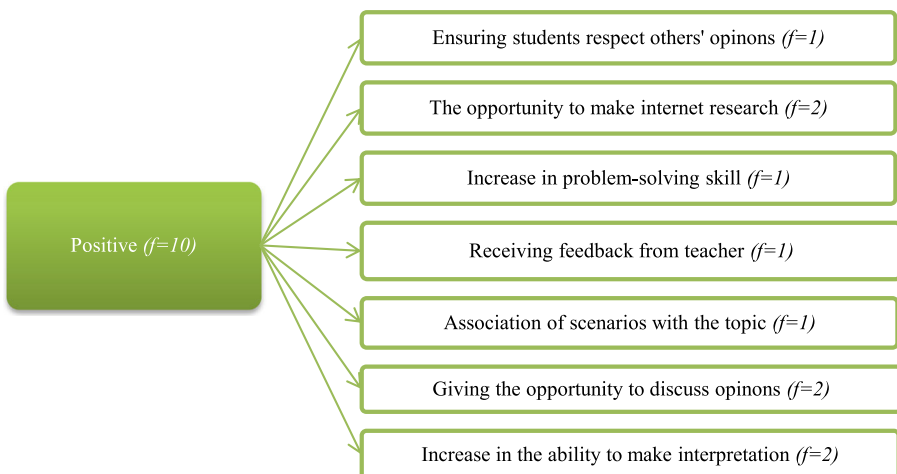 Ensuring students respect others' opinons (f=1)
The opportunity to make internet research (f=2)
Increase in problem-solving skill (f=1)
Positive (f=10)
Receiving feedback from teacher (f=1)
Association of scenarios with the topic (f=1)
Giving the opportunity to discuss opinons (f=2)
Increase in the ability to make interpretation (f=2)